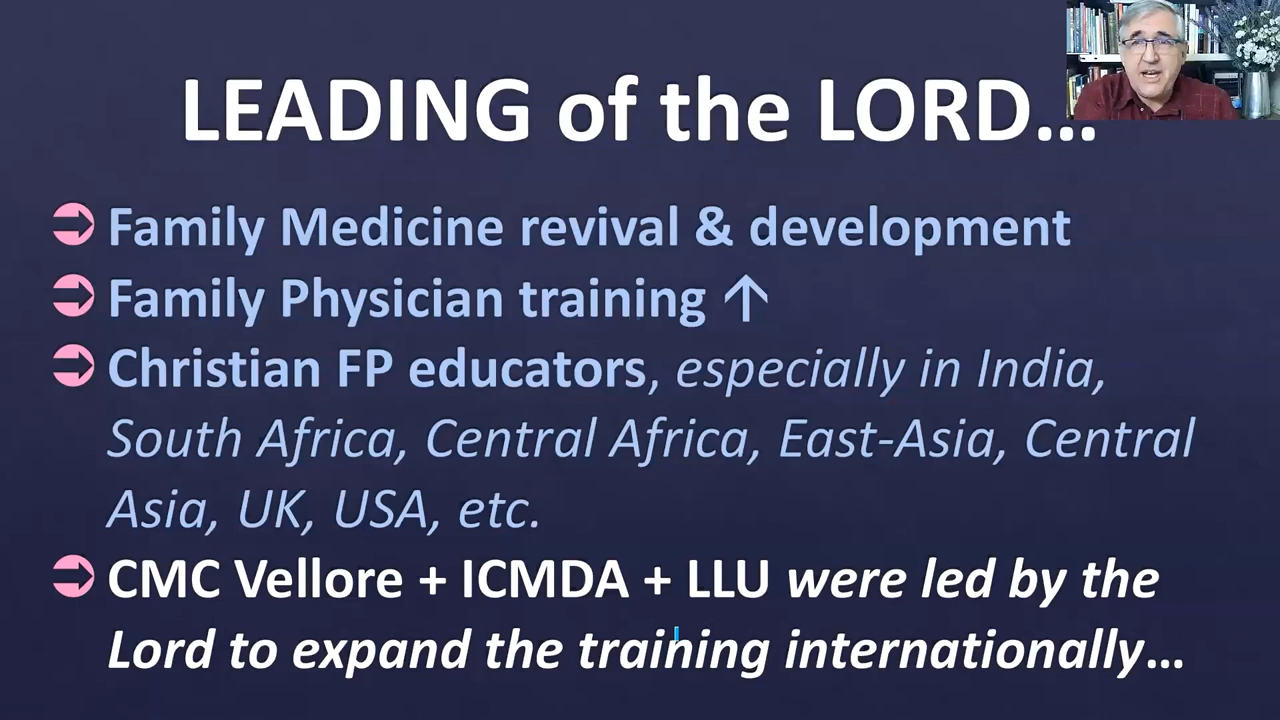 LEADING of the LORD...
➲ Family Medicine revival & development
➲ Family Physician training ↑
➲ Christian FP educators, especially in India,
South Africa, Central Africa, East-Asia, Central
Asia, UK, USA, etc.
➲ CMC Vellore + ICMDA + LLU were led by the
Lord to expand the training internationally...